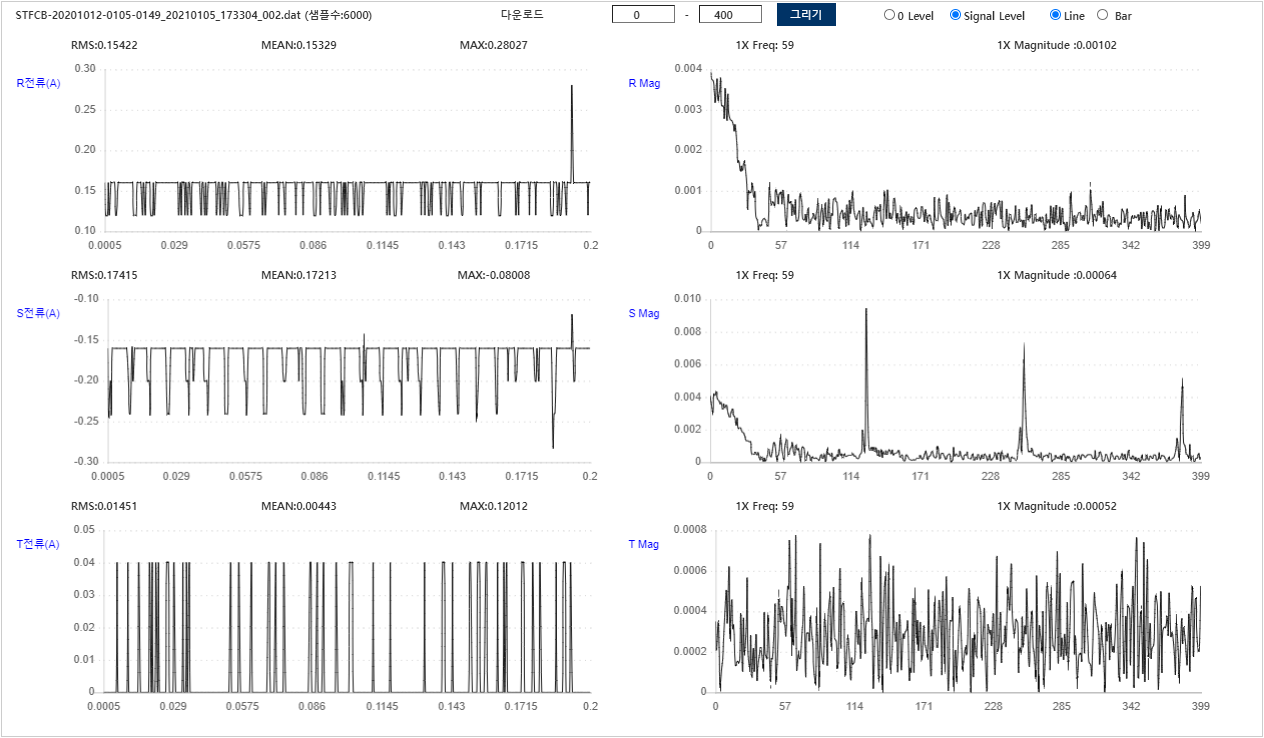 STFCB-20201012-0105-0149_20210105_173304_002.dat (샘플수:6000) 다운로드 0 - 400 그리기 0 Level Signal Level Line Bar
RMS:0.15422 MEAN:0.15329 MAX:0.28027 1X Freq: 59 1X Magnitude :0.00102
R전류(A)
0.30
0.25
0.20
0.15
0.10
0.0005 0.029 0.0575 0.086 0.1145 0.143 0.1715 0.2
R Mag
0.004
0.003
0.002
0.001
0
0 57 114 171 228 285 342 399
RMS:0.17415 MEAN:0.17213 MAX:-0.08008 1X Freq: 59 1X Magnitude :0.00064
S전류(A)
-0.10
-0.15
-0.20
-0.25
-0.30
0.0005 0.029 0.0575 0.086 0.1145 0.143 0.1715 0.2
S Mag
0.010
0.008
0.006
0.004
0.002
0
0 57 114 171 228 285 342 399
RMS:0.01451 MEAN:0.00443 MAX:0.12012 1X Freq: 59 1X Magnitude :0.00052
T전류(A)
0.05
0.04
0.03
0.02
0.01
0
0.0005 0.029 0.0575 0.086 0.1145 0.143 0.1715 0.2
T Mag
0.0008
0.0006
0.0004
0.0002
0
0 57 114 171 228 285 342 399